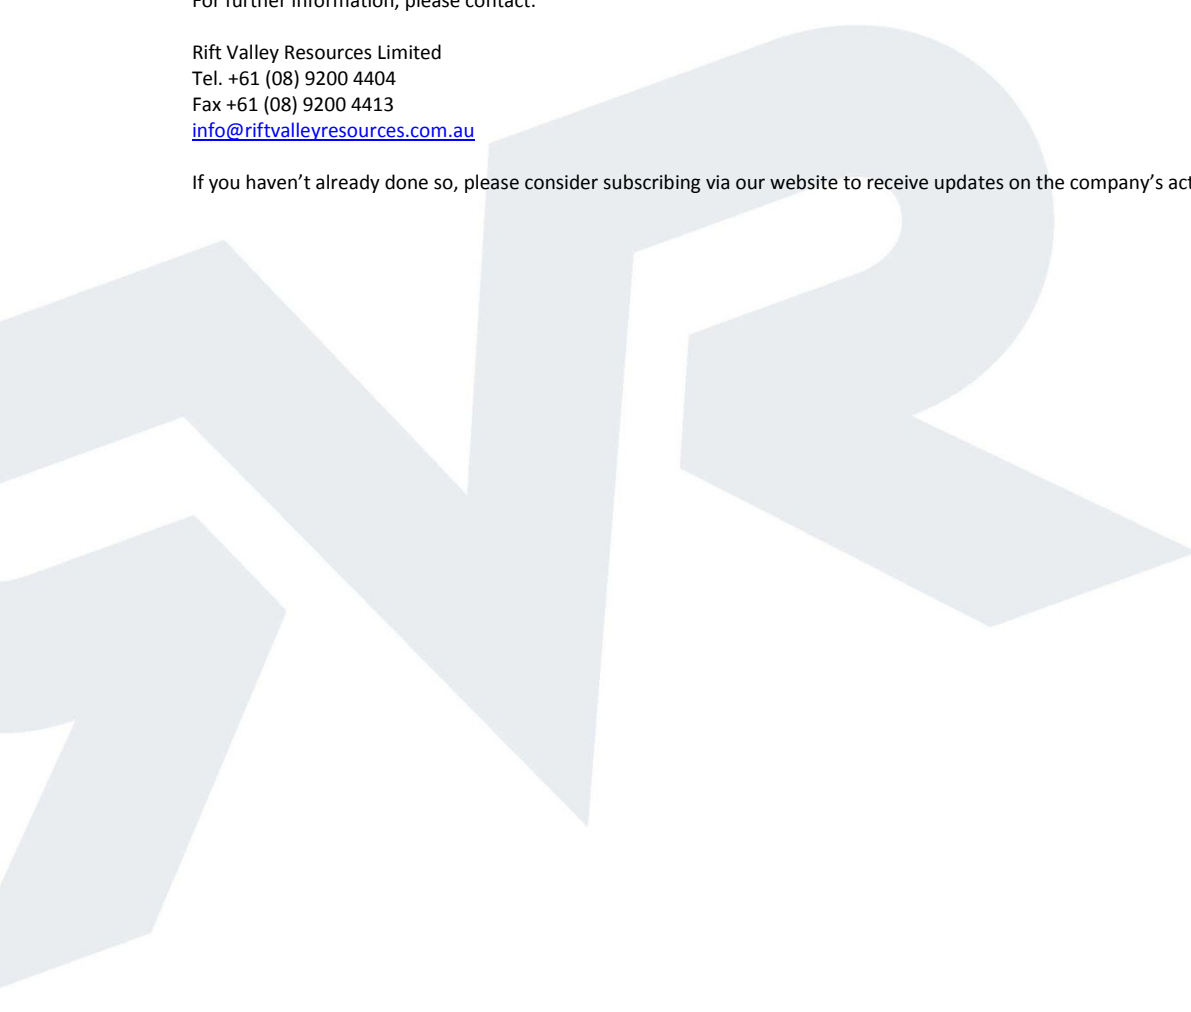 For further information, please contact:
Rift Valley Resources Limited
Tel. +61 (08) 9200 4404
Fax +61 (08) 9200 4413
info@riftvalleyresources.com.au
If you haven’t already done so, please consider subscribing via our website to receive updates on the company’s